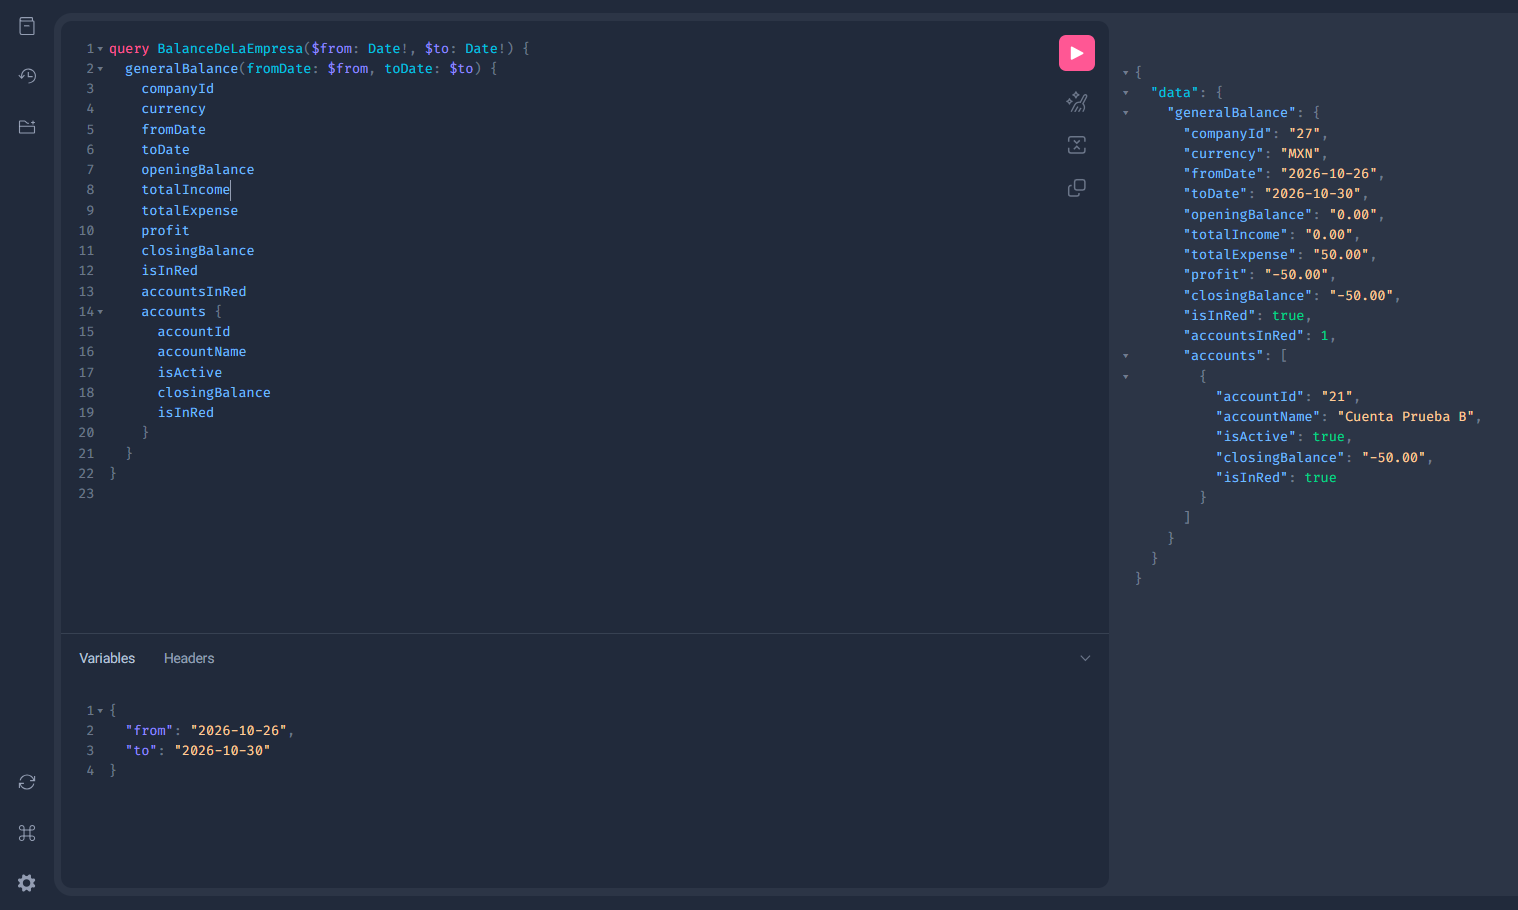 1 query BalanceDeLaEmpresa($from: Date!, $to: Date!) {
2 generalBalance(fromDate: $from, toDate: $to) {
3 companyId
4 currency
5 fromDate
6 toDate
7 openingBalance
8 totalIncome
9 totalExpense
10 profit
11 closingBalance
12 isInRed
13 accountsInRed
14 accounts {
15 accountId
16 accountName
17 isActive
18 closingBalance
19 isInRed
20 }
21 }
22 }
23
Variables Headers
1 {
2 "from": "2026-10-26",
3 "to": "2026-10-30"
4 }
{
"data": {
"generalBalance": {
"companyId": "27",
"currency": "MXN",
"fromDate": "2026-10-26",
"toDate": "2026-10-30",
"openingBalance": "0.00",
"totalIncome": "0.00",
"totalExpense": "50.00",
"profit": "-50.00",
"closingBalance": "-50.00",
"isInRed": true,
"accountsInRed": 1,
"accounts": [
{
"accountId": "21",
"accountName": "Cuenta Prueba B",
"isActive": true,
"closingBalance": "-50.00",
"isInRed": true
}
]
}
}
}